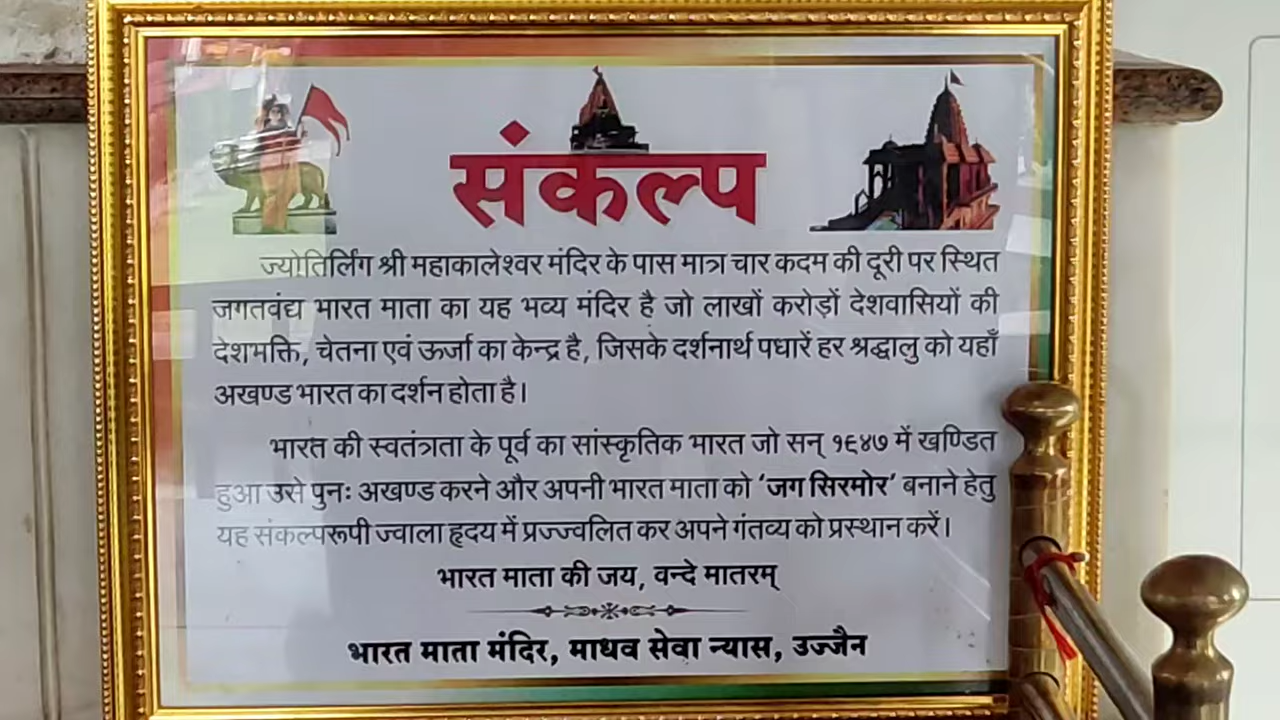 संकल्प
ज्योतिर्लिंग श्री महाकालेश्वर मंदिर के पास मात्र चार कदम की दूरी पर स्थित
जगतवंद्य भारत माता का यह भव्य मंदिर है जो लाखों करोड़ों देशवासियों की
देशभक्ति, चेतना एवं ऊर्जा का केन्द्र है, जिसके दर्शनार्थ पधारें हर श्रद्धालु को यहाँ
अखण्ड भारत का दर्शन होता है।
भारत की स्वतंत्रता के पूर्व का सांस्कृतिक भारत जो सन् १९४७ में खण्डित
हुआ उसे पुनः अखण्ड करने और अपनी भारत माता को ‘जग सिरमोर’ बनाने हेतु
यह संकल्परूपी ज्वाला हृदय में प्रज्ज्वलित कर अपने गंतव्य को प्रस्थान करें।
भारत माता की जय, वन्दे मातरम्
भारत माता मंदिर, माधव सेवा न्यास, उज्जैन